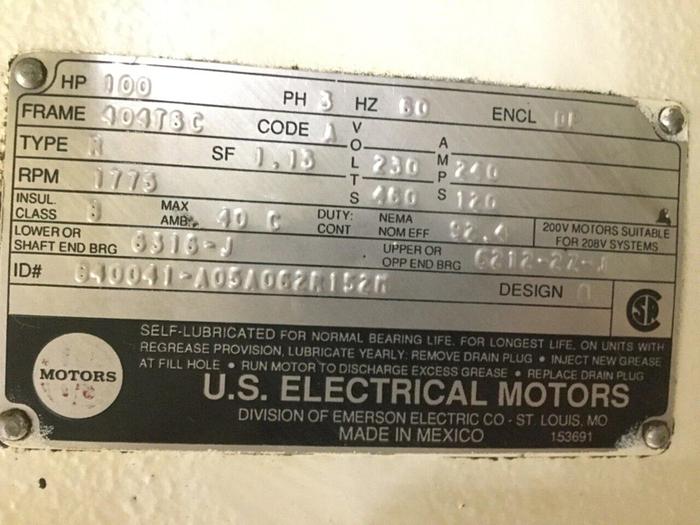 HP 100 PH 3 HZ 60 ENCL DP
FRAME 404TSC CODE VOLTS AMPS
TYPE R SF 1.15 230 240
RPM 1775 460 120
INSUL. CLASS B MAX AMB. 40 C DUTY: CONT NEMA NOM EFF 92.4 200V MOTORS SUITABLE FOR 208V SYSTEMS
LOWER OR SHAFT END BRG 6316-J UPPER OR OPP END BRG 6212-2Z-J
ID# DESIGN
SELF-LUBRICATED FOR NORMAL BEARING LIFE. FOR LONGEST LIFE, ON UNITS WITH
REGREASE PROVISION, LUBRICATE YEARLY: REMOVE DRAIN PLUG • INJECT NEW GREASE
AT FILL HOLE • RUN MOTOR TO DISCHARGE EXCESS GREASE • REPLACE DRAIN PLUG
MOTORS
U.S. ELECTRICAL MOTORS
DIVISION OF EMERSON ELECTRIC CO - ST. LOUIS, MO
MADE IN MEXICO 153691